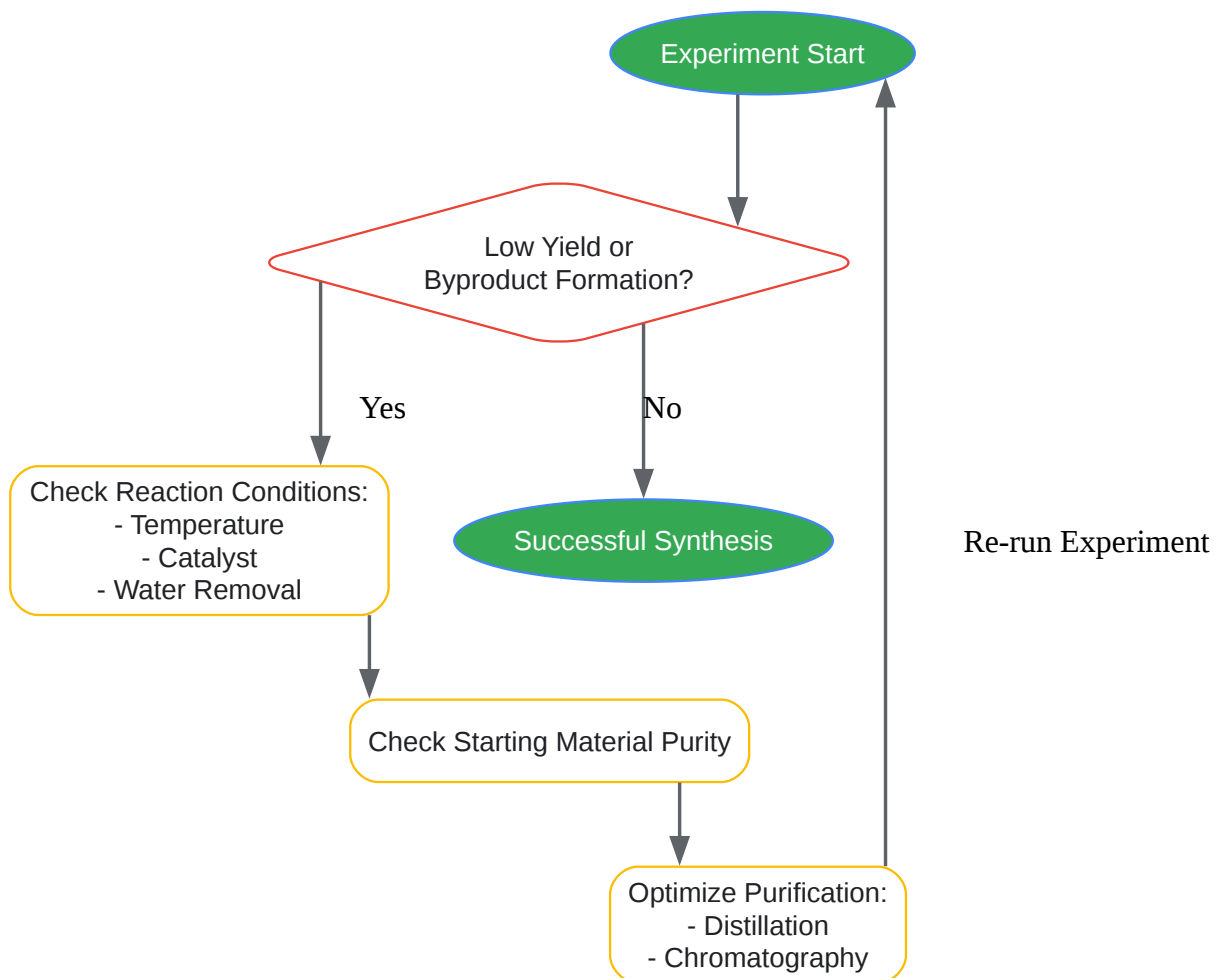 Experiment Start
Low Yield or
Byproduct Formation?
Yes
No
Check Reaction Conditions:
- Temperature
- Catalyst
- Water Removal
Successful Synthesis
Re-run Experiment
Check Starting Material Purity
Optimize Purification:
- Distillation
- Chromatography